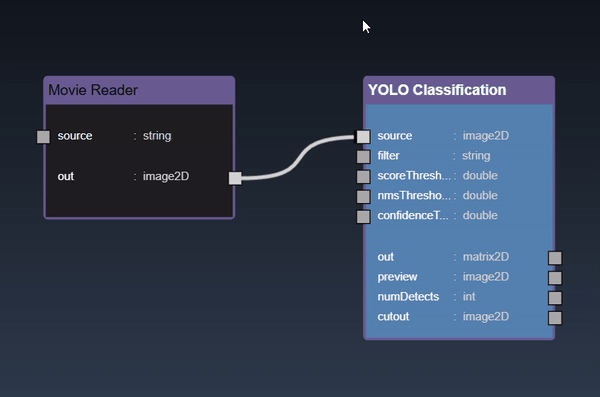 Movie Reader
source : string
out : image2D
YOLO Classification
source : image2D
filter : string
scoreThresh... : double
nmsThresho... : double
confidenceT... : double
out : matrix2D
preview : image2D
numDetects : int
cutout : image2D